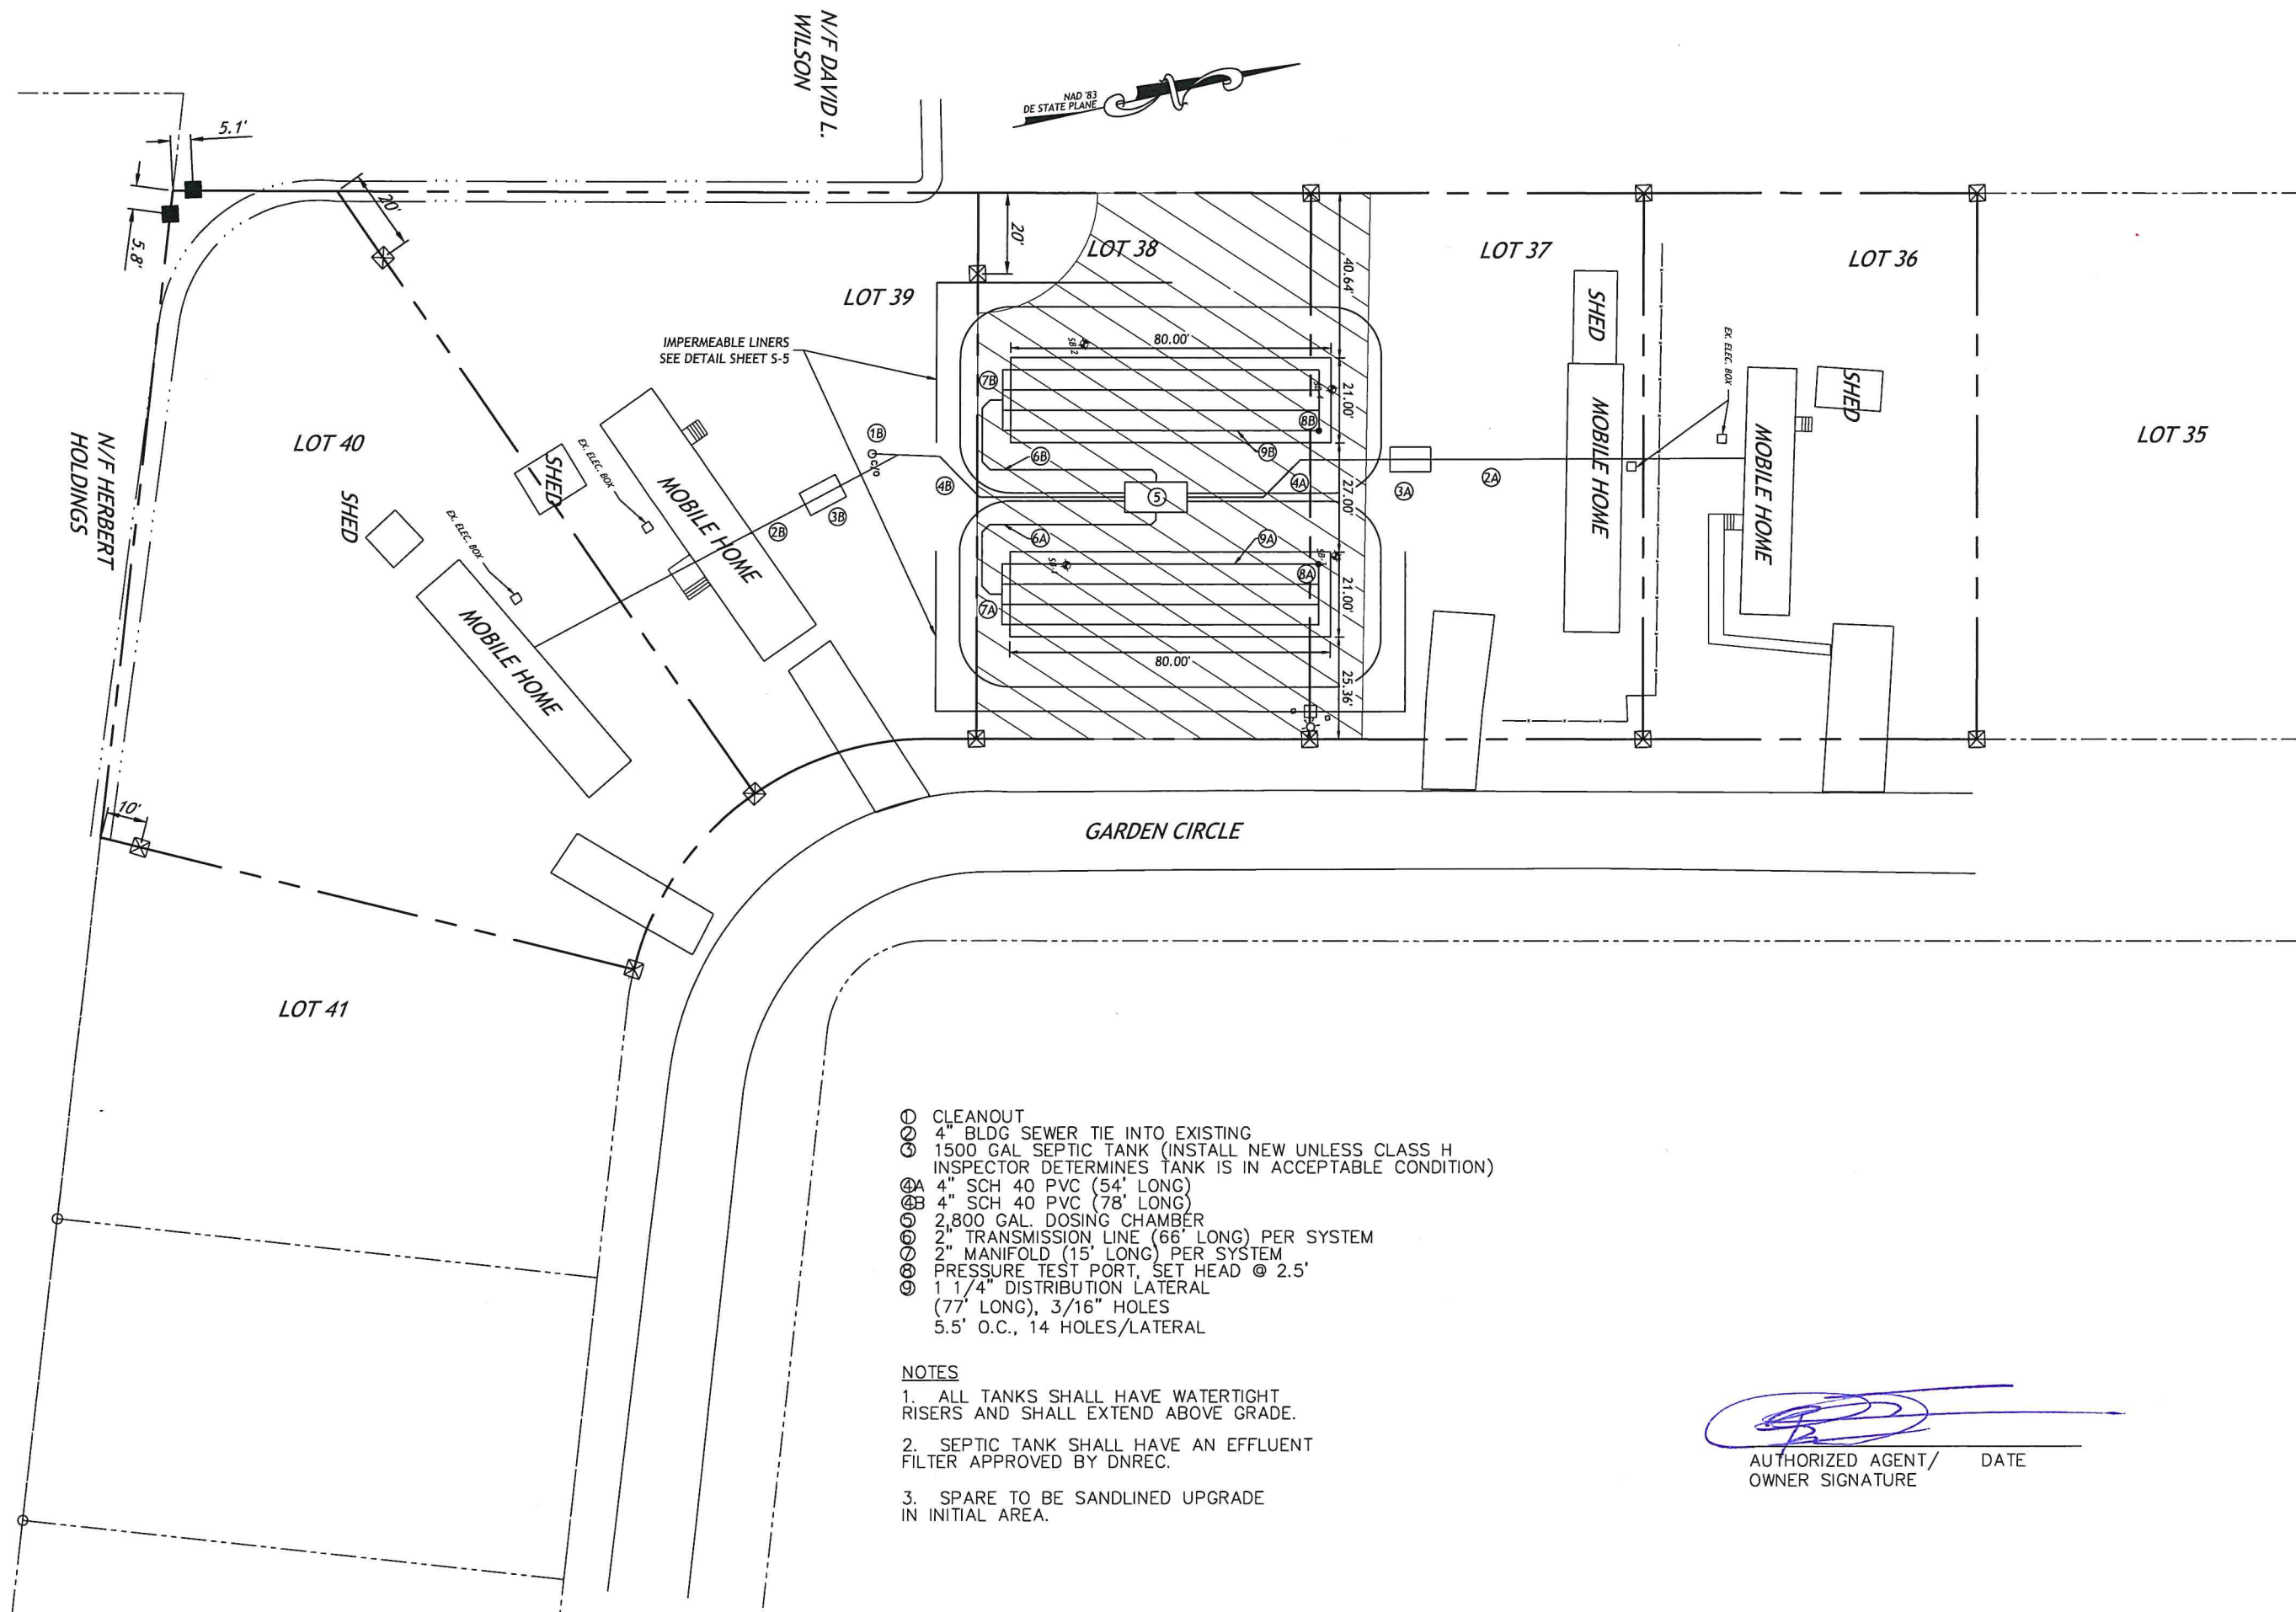 N/F DAVID L.
WILSON
NAD '83
DE STATE PLANE
5.1'
5.8'
20'
20'
LOT 38
LOT 37
LOT 36
LOT 35
LOT 39
LOT 40
LOT 41
40.64'
SHED
EX. ELEC. BOX
SHED
IMPERMEABLE LINERS
SEE DETAIL SHEET S-5
SB-2
80.00'
7B
21.00'
8B
1B
C/O
6B
9B
4B
5
4A
3A
2A
27.00'
MOBILE HOME
MOBILE HOME
N/F HERBERT
HOLDINGS
SHED
SHED
EX. ELEC. BOX
EX. ELEC. BOX
MOBILE HOME
MOBILE HOME
2B
3B
6A
9A
8A
7A
21.00'
80.00'
25.36'
10'
GARDEN CIRCLE
1 CLEANOUT
2 4" BLDG SEWER TIE INTO EXISTING
3 1500 GAL SEPTIC TANK (INSTALL NEW UNLESS CLASS H
INSPECTOR DETERMINES TANK IS IN ACCEPTABLE CONDITION)
4A 4" SCH 40 PVC (54' LONG)
4B 4" SCH 40 PVC (78' LONG)
5 2,800 GAL. DOSING CHAMBER
6 2" TRANSMISSION LINE (66' LONG) PER SYSTEM
7 2" MANIFOLD (15' LONG) PER SYSTEM
8 PRESSURE TEST PORT, SET HEAD @ 2.5'
9 1 1/4" DISTRIBUTION LATERAL
(77' LONG), 3/16" HOLES
5.5' O.C., 14 HOLES/LATERAL
NOTES
1. ALL TANKS SHALL HAVE WATERTIGHT
RISERS AND SHALL EXTEND ABOVE GRADE.
2. SEPTIC TANK SHALL HAVE AN EFFLUENT
FILTER APPROVED BY DNREC.
3. SPARE TO BE SANDLINED UPGRADE
IN INITIAL AREA.
AUTHORIZED AGENT/ DATE
OWNER SIGNATURE